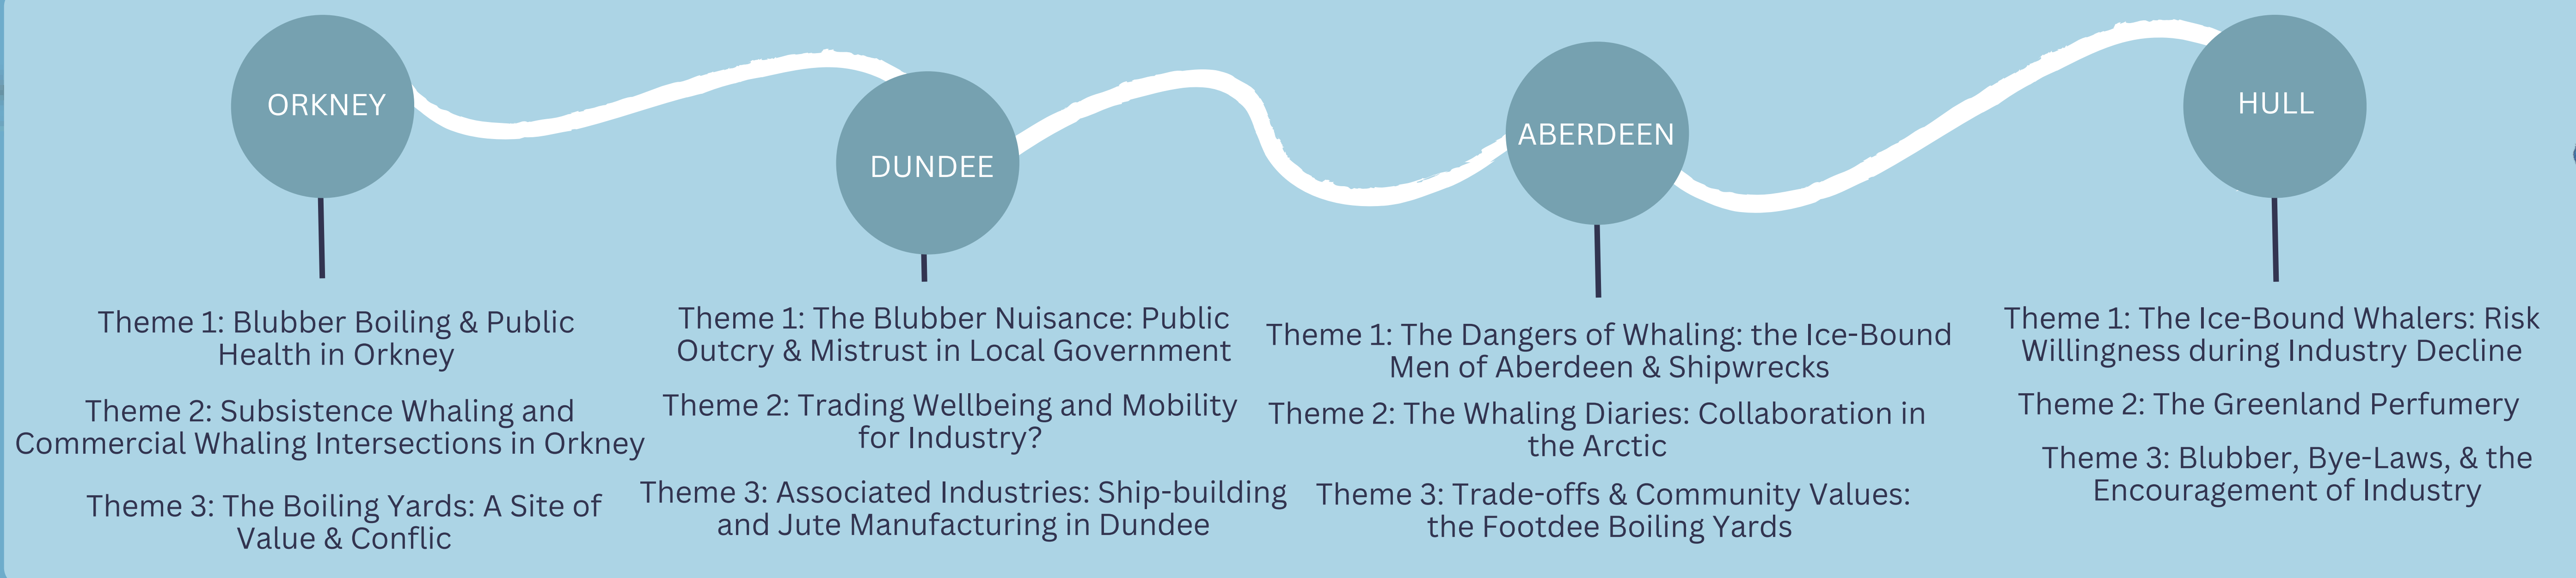 ORKNEY
Theme 1: Blubber Boiling & Public
Health in Orkney
Theme 2: Subsistence Whaling and
Commercial Whaling Intersections in Orkney
Theme 3: The Boiling Yards: A Site of
Value & Conflic
DUNDEE
Theme 1: The Blubber Nuisance: Public
Outcry & Mistrust in Local Government
Theme 2: Trading Wellbeing and Mobility
for Industry?
Theme 3: Associated Industries: Ship-building
and Jute Manufacturing in Dundee
ABERDEEN
Theme 1: The Dangers of Whaling: the Ice-Bound
Men of Aberdeen & Shipwrecks
Theme 2: The Whaling Diaries: Collaboration in
the Arctic
Theme 3: Trade-offs & Community Values:
the Footdee Boiling Yards
HULL
Theme 1: The Ice-Bound Whalers: Risk
Willingness during Industry Decline
Theme 2: The Greenland Perfumery
Theme 3: Blubber, Bye-Laws, & the
Encouragement of Industry